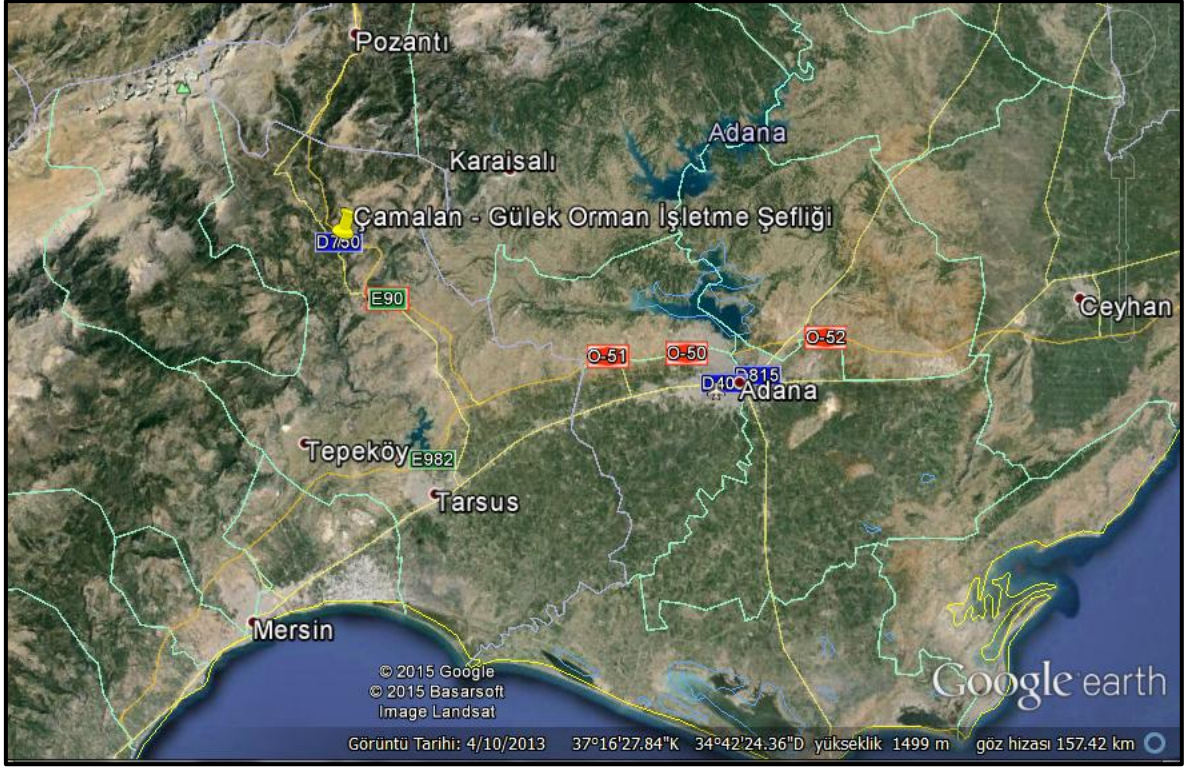 Pozantı
Adana
Karaisalı
Çamalan - Gülek Orman İşletme Şefliği
D750
E90
Ceyhan
O-52
O-51
O-50
D815
D400
Adana
Tepeköy
E982
Tarsus
Mersin
© 2015 Google
© 2015 Basarsoft
Image Landsat
Google earth
Görüntü Tarihi: 4/10/2013 37°16'27.84"K 34°42'24.36"D yükseklik 1499 m göz hizası 157.42 km